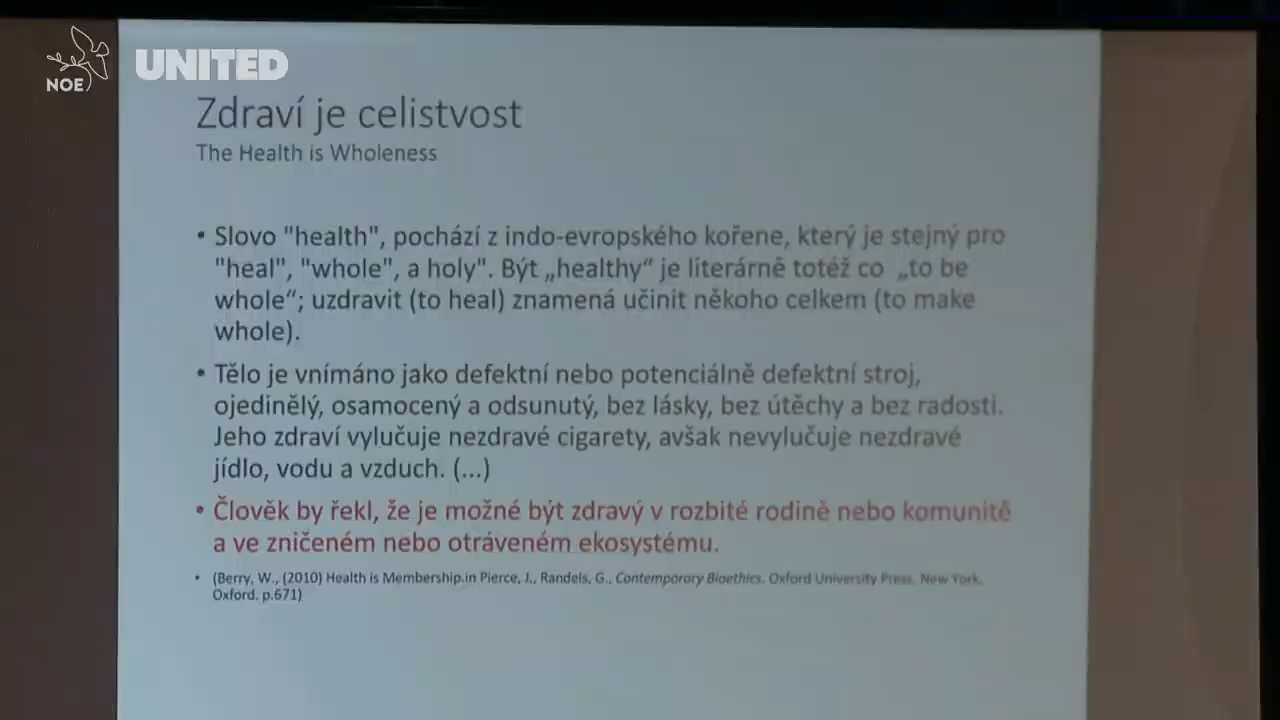 NOE
UNITED
Zdraví je celistvost
The Health is Wholeness
• Slovo "health", pochází z indo-evropského kořene, který je stejný pro
"heal", "whole", a holy". Být „healthy“ je literárně totéž co „to be
whole“; uzdravit (to heal) znamená učinit někoho celkem (to make
whole).
• Tělo je vnímáno jako defektní nebo potenciálně defektní stroj,
ojedinělý, osamocený a odsunutý, bez lásky, bez útěchy a bez radosti.
Jeho zdraví vylučuje nezdravé cigarety, avšak nevylučuje nezdravé
jídlo, vodu a vzduch. (...)
• Člověk by řekl, že je možné být zdravý v rozbité rodině nebo komunitě
a ve zničeném nebo otráveném ekosystému.
• (Berry, W., (2010) Health is Membership.in Pierce, J., Randels, G., Contemporary Bioethics. Oxford University Press. New York.
Oxford. p.671)